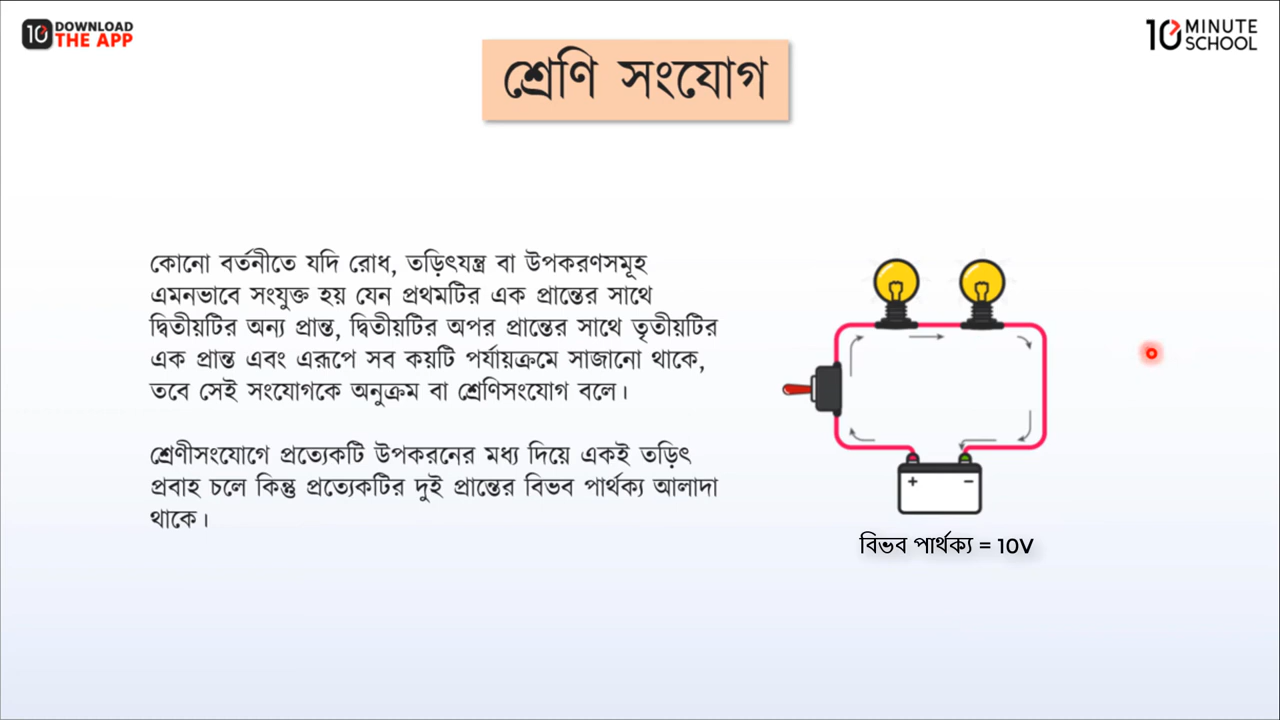 10 DOWNLOAD
THE APP
10 MINUTE
SCHOOL
শ্রেণি সংযোগ
কোনো বর্তনীতে যদি রোধ, তড়িৎযন্ত্র বা উপকরণসমূহ
এমনভাবে সংযুক্ত হয় যেন প্রথমটির এক প্রান্তের সাথে
দ্বিতীয়টির অন্য প্রান্ত, দ্বিতীয়টির অপর প্রান্তের সাথে তৃতীয়টির
এক প্রান্ত এবং এরূপে সব কয়টি পর্যায়ক্রমে সাজানো থাকে,
তবে সেই সংযোগকে অনুক্রম বা শ্রেণিসংযোগ বলে।
শ্রেণীসংযোগে প্রত্যেকটি উপকরনের মধ্য দিয়ে একই তড়িৎ
প্রবাহ চলে কিন্তু প্রত্যেকটির দুই প্রান্তের বিভব পার্থক্য আলাদা
থাকে।
+ −
বিভব পার্থক্য = 10V